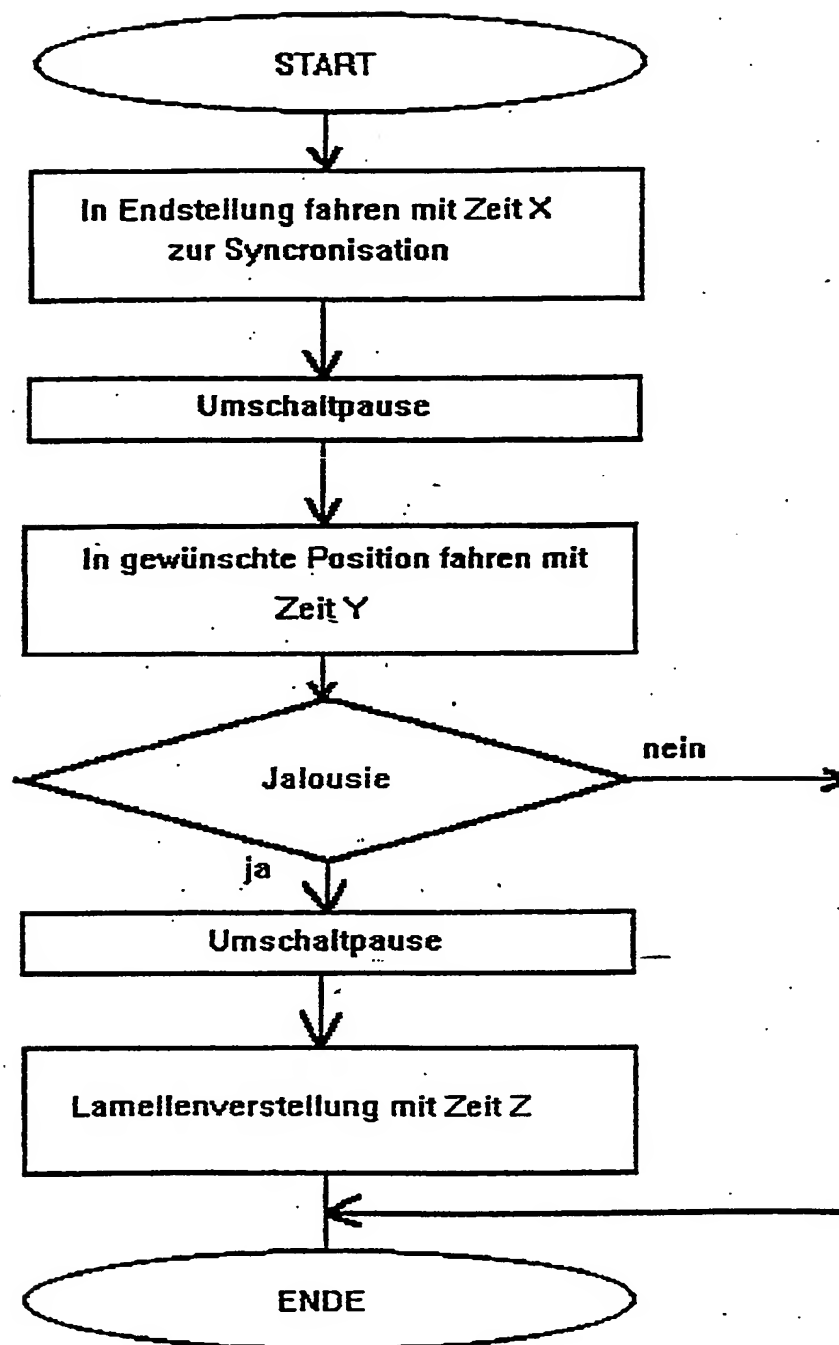 START
In Endstellung fahren mit Zeit X
zur Syncronisation
Umschaltpause
In gewünschte Position fahren mit
Zeit Y
Jalousie
nein
ja
Umschaltpause
Lamellenverstellung mit Zeit Z
ENDE